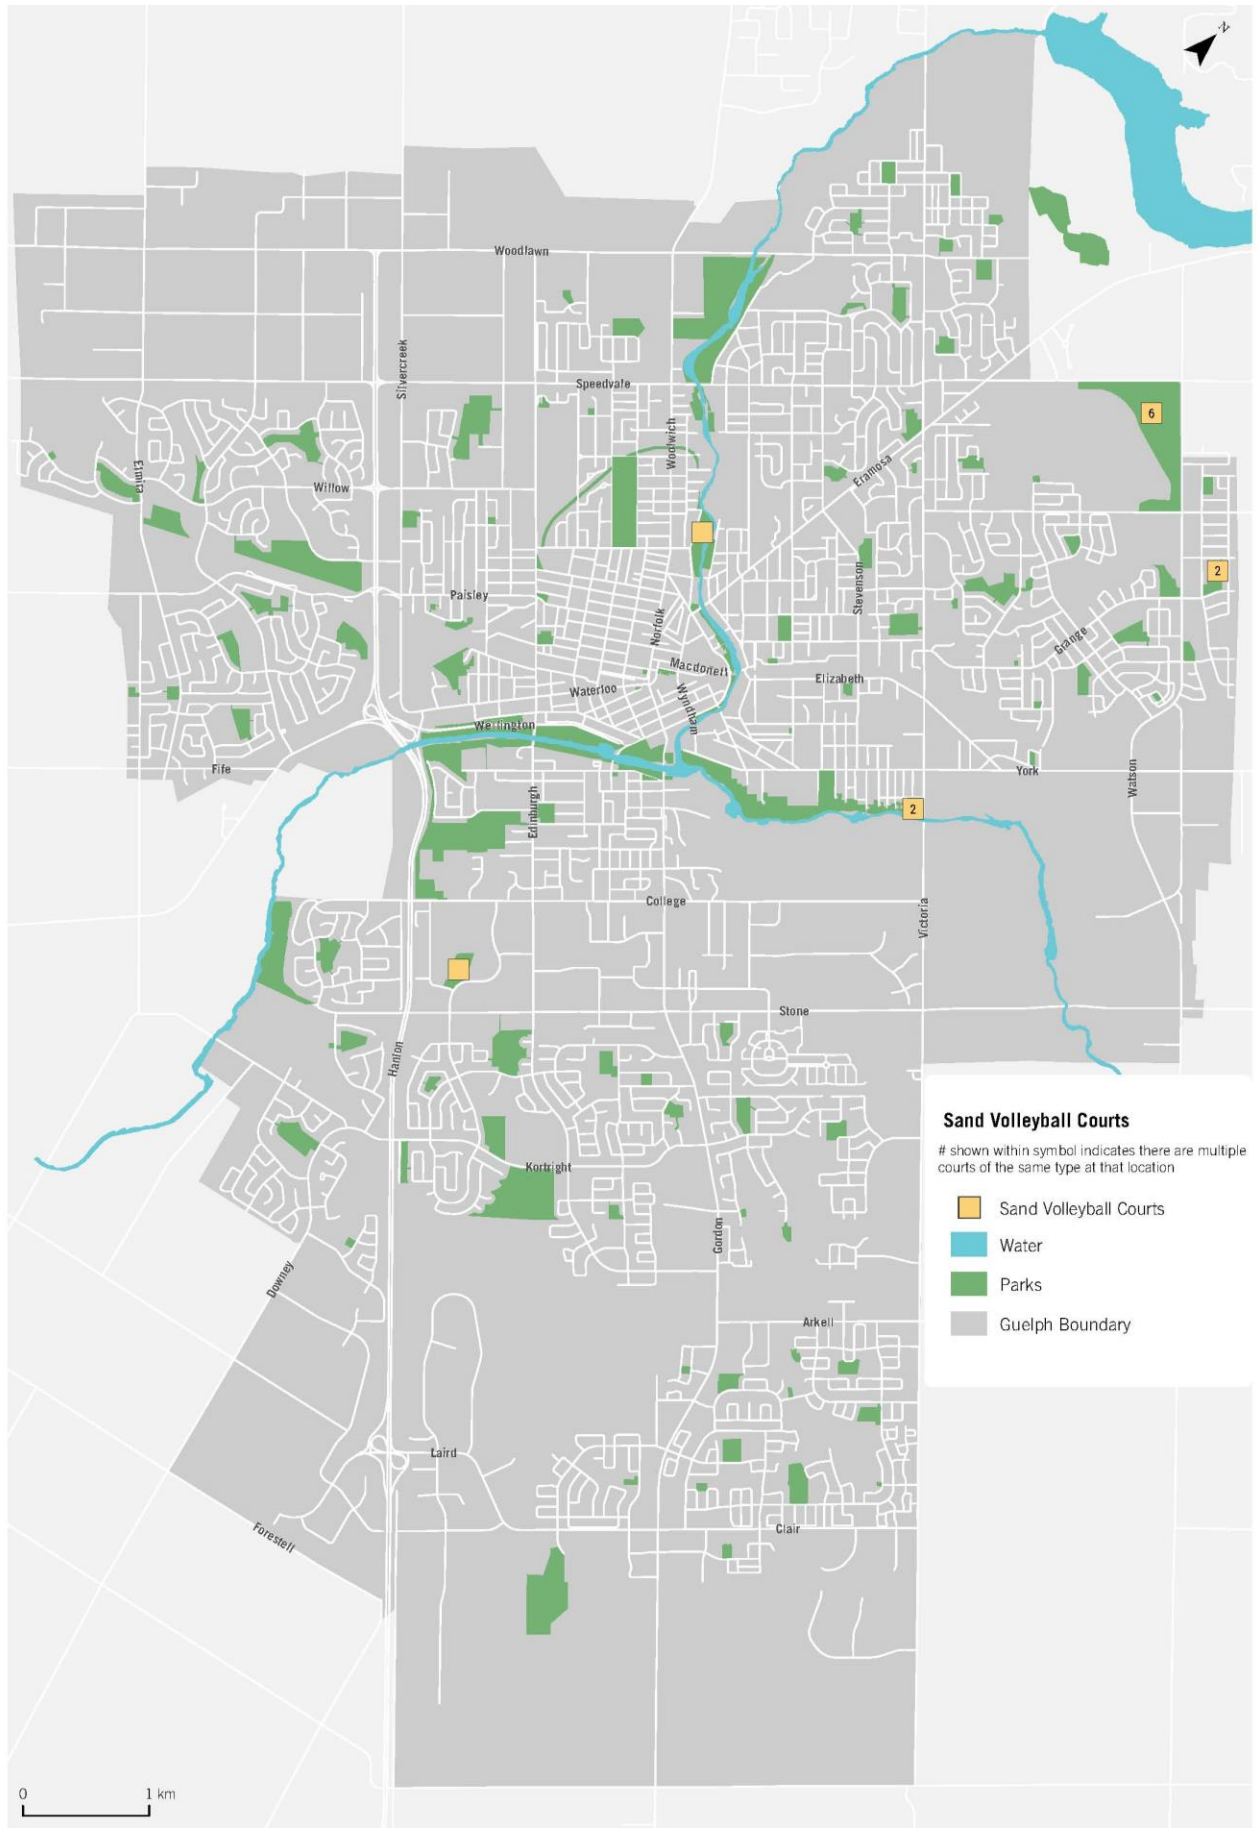 N
Woodlawn
Silvercreek
Speedvale
6
Woolwich
Elmira
Willow
Eramosa
2
Stevenson
Paisley
Norfolk
Grange
Macdonell
Elizabeth
Waterloo
Wyndham
Wellington
Fife
York
Watson
Edinburgh
2
College
Victoria
Stone
Hanlon
Sand Volleyball Courts
# shown within symbol indicates there are multiple
courts of the same type at that location
Sand Volleyball Courts
Water
Parks
Guelph Boundary
Kortright
Gordon
Downey
Arkell
Laird
Clair
Forestell
0 1 km